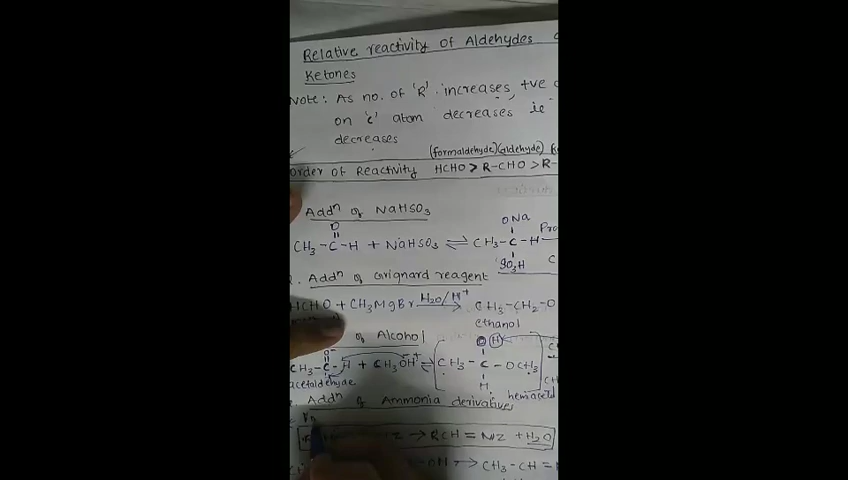 Relative reactivity of Aldehydes
Ketones
Note: As no. of 'R' increases, +ve
on 'c' atom decreases ie
decreases
(formaldehyde) (aldehyde)
order of Reactivity HCHO > R-CHO > R-
Addⁿ of NaHSO₃
O ONa
CH₃-C-H + NaHSO₃ ⇌ CH₃-C-H
SO₃H
Addⁿ of Grignard reagent
HCHO + CH₃MgBr H₂O/H⁺ → CH₃-CH₂-O
ethanol
of Alcohol
O H
CH₃-C-H + CH₃OH ⇌ CH₃-C-OCH₃
acetaldehyde H hemiacetal
Addⁿ of Ammonia derivatives
Z → RCH=NZ + H₂O
-OH → CH₃-CH=